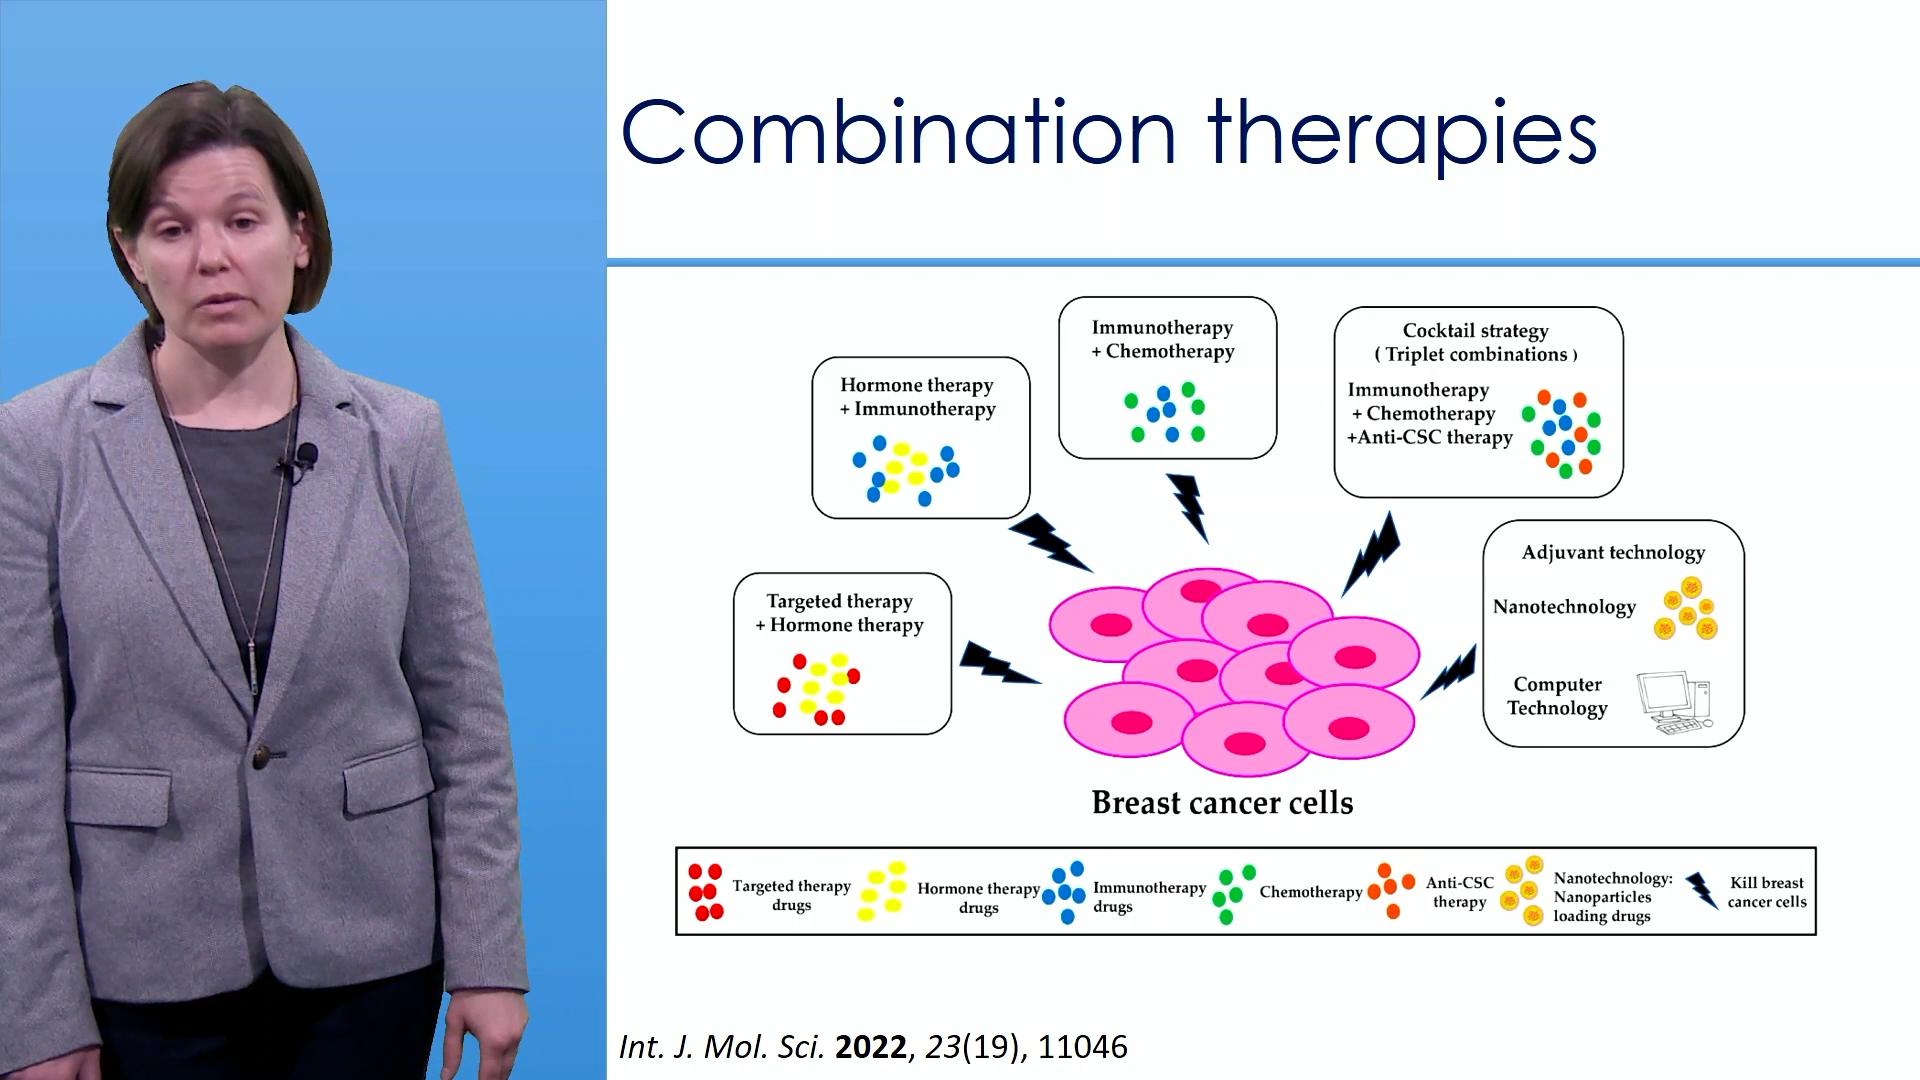 Combination therapies
Immunotherapy
+ Chemotherapy
Cocktail strategy
( Triplet combinations )
Immunotherapy
+ Chemotherapy
+Anti-CSC therapy
Hormone therapy
+ Immunotherapy
Adjuvant technology
Nanotechnology
Computer
Technology
Targeted therapy
+ Hormone therapy
Breast cancer cells
Targeted therapy
drugs
Hormone therapy
drugs
Immunotherapy
drugs
Chemotherapy
Anti-CSC
therapy
Nanotechnology:
Nanoparticles
loading drugs
Kill breast
cancer cells
Int. J. Mol. Sci. 2022, 23(19), 11046